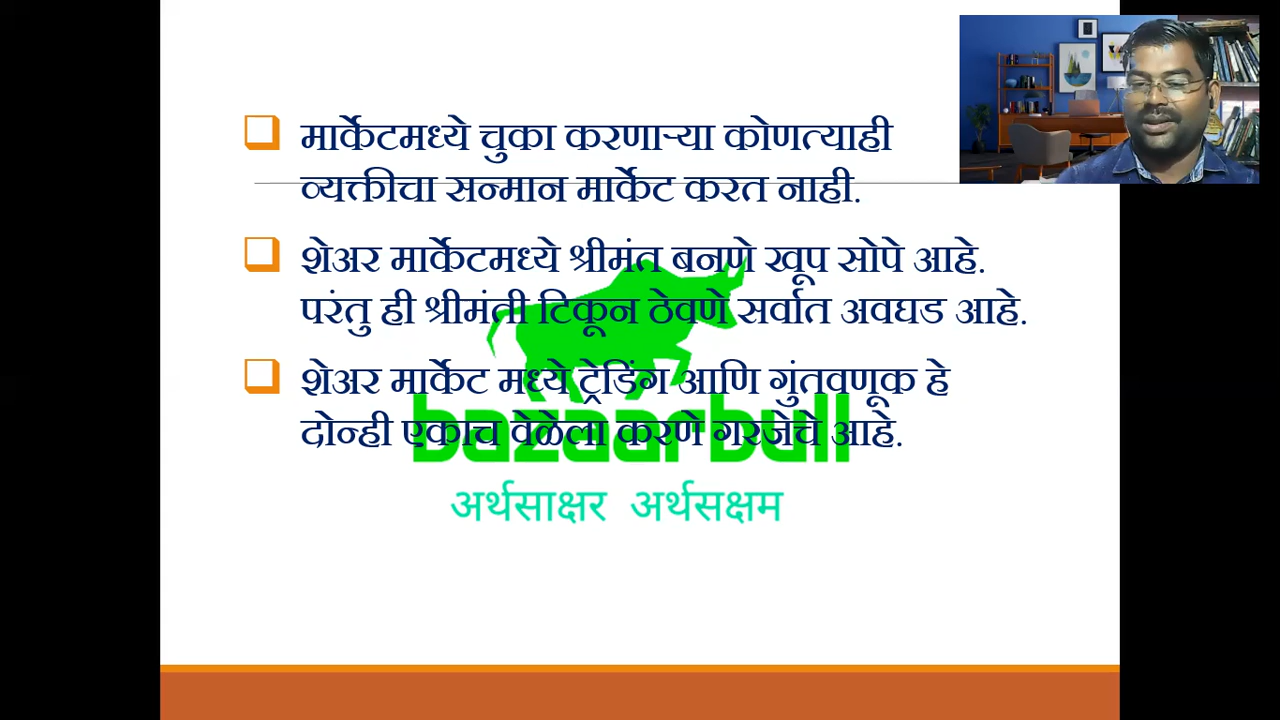 मार्केटमध्ये चुका करणाऱ्या कोणत्याही
व्यक्तीचा सन्मान मार्केट करत नाही.
शेअर मार्केटमध्ये श्रीमंत बनणे खूप सोपे आहे.
परंतु ही श्रीमंती टिकून ठेवणे सर्वात अवघड आहे.
शेअर मार्केट मध्ये ट्रेडिंग आणि गुंतवणूक हे
दोन्ही एकाच वेळेला करणे गरजेचे आहे.
bazaarbull
अर्थसाक्षर अर्थसक्षम